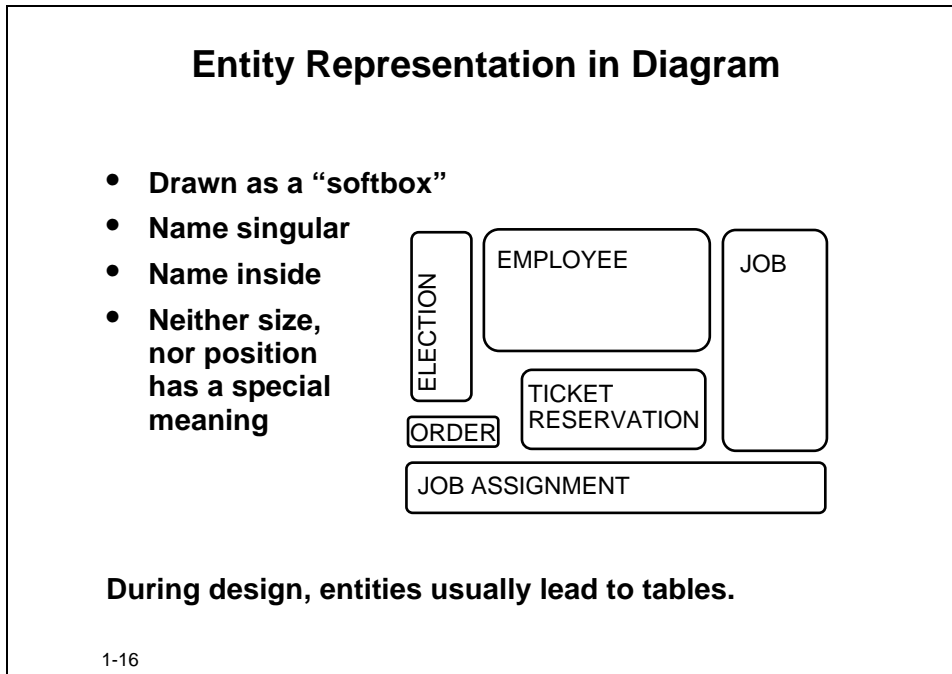 Entity Representation in Diagram
• Drawn as a “softbox”
• Name singular
• Name inside
• Neither size,
nor position
has a special
meaning
ELECTION
EMPLOYEE
JOB
TICKET
RESERVATION
ORDER
JOB ASSIGNMENT
During design, entities usually lead to tables.
1-16